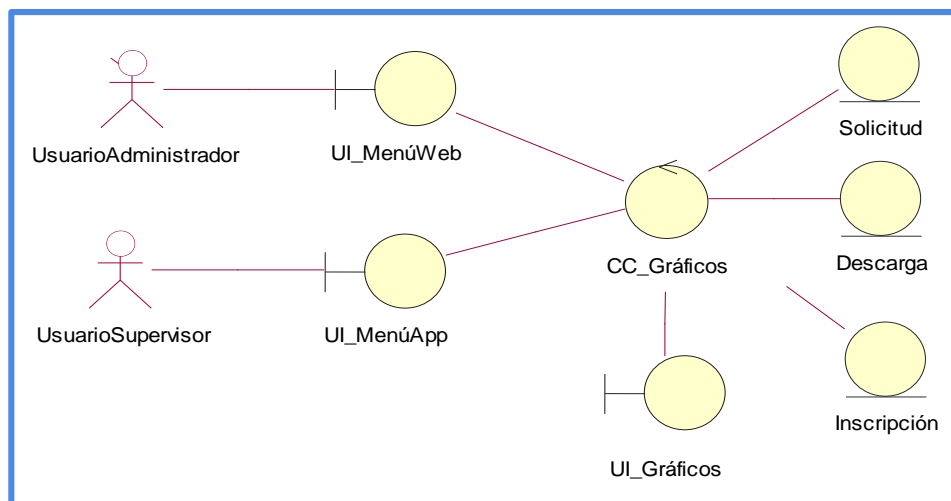 Solicitud
UsuarioAdministrador
UI_MenúWeb
CC_Gráficos
Descarga
UsuarioSupervisor
UI_MenúApp
Inscripción
UI_Gráficos